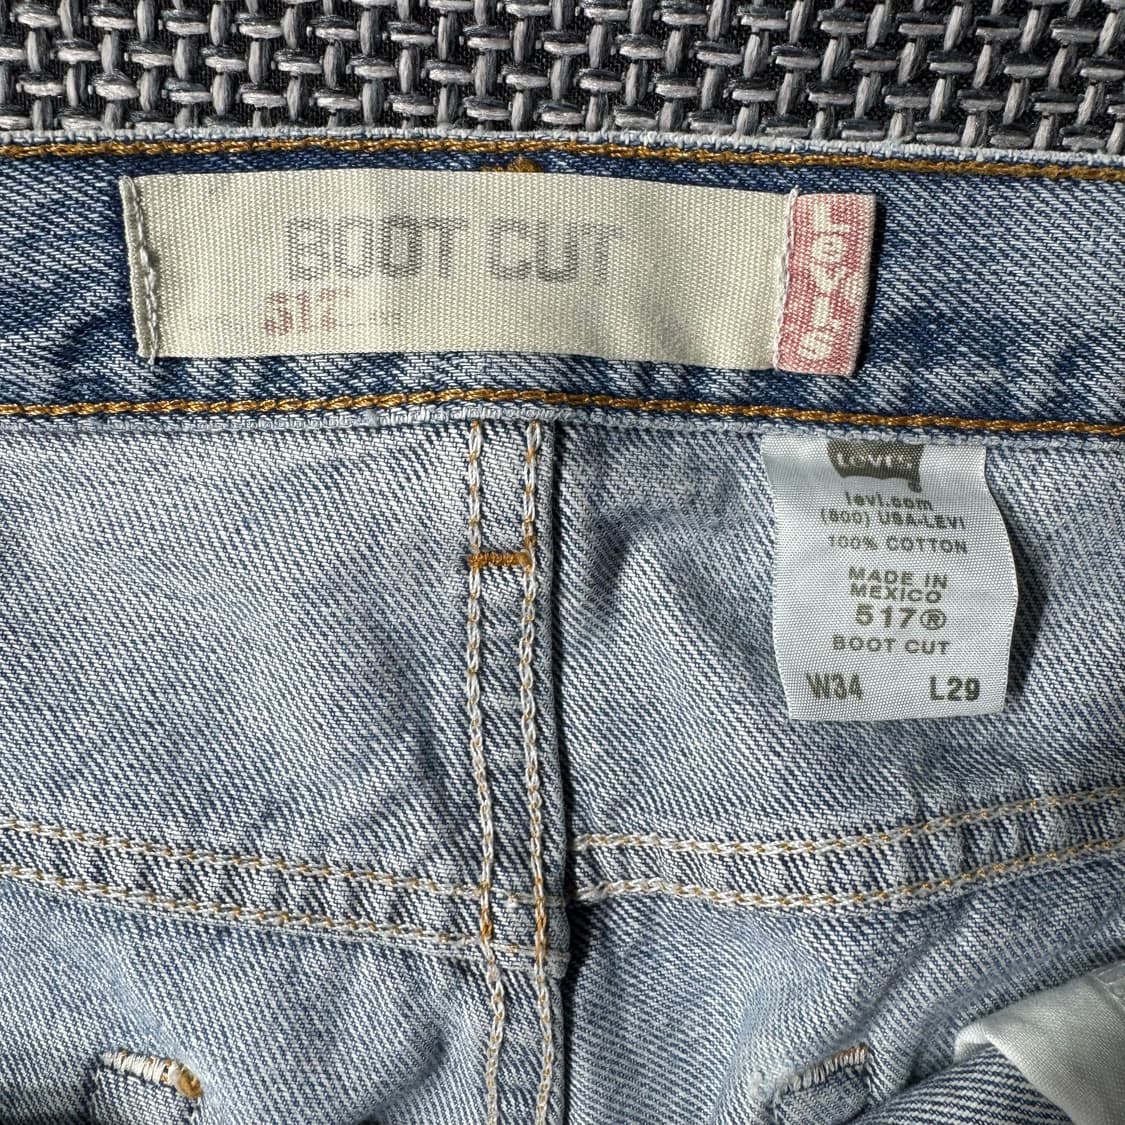 BOOT CUT
517
LEVI'S
LEVI'S
levi.com
(800) USA-LEVI
100% COTTON
MADE IN
MEXICO
517®
BOOT CUT
W34 L29